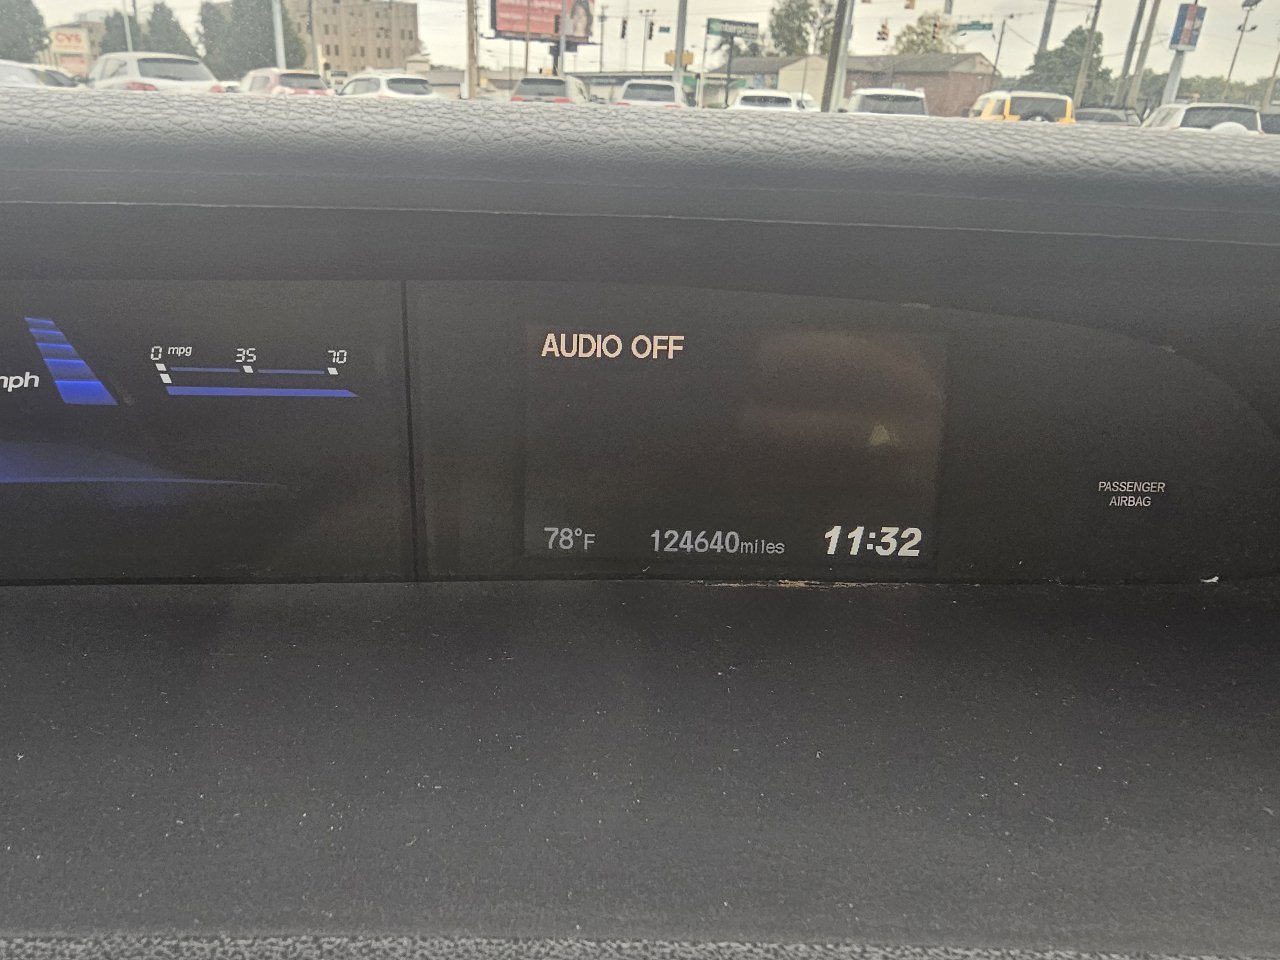 CVS
AUDIO OFF
0 mpg 35 70
mph
78°F 124640miles 11:32
PASSENGER
AIRBAG